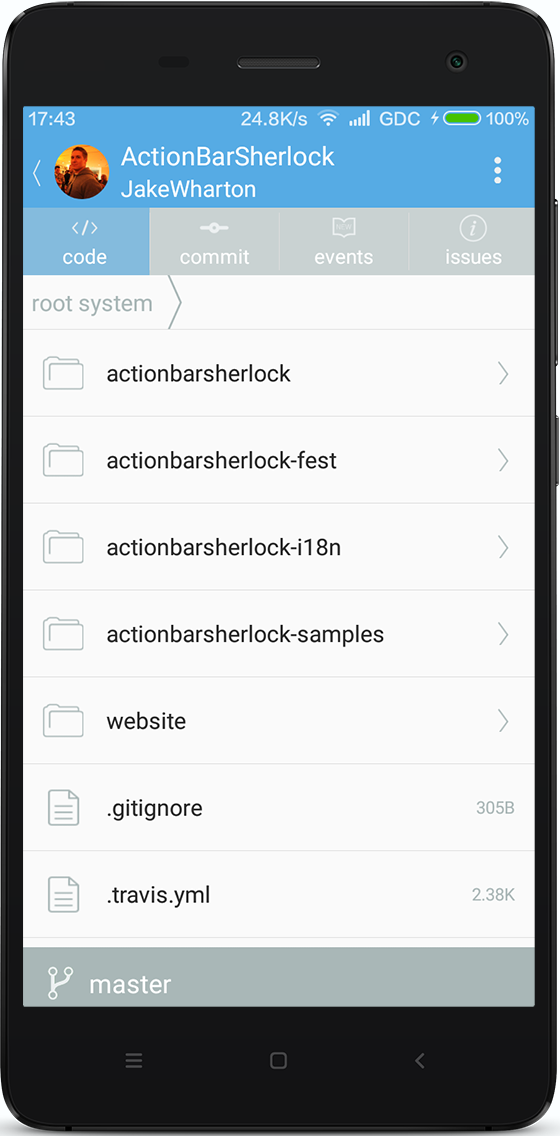 17:43 24.8K/s GDC 100%
ActionBarSherlock
JakeWharton
code commit events issues
root system
actionbarsherlock
actionbarsherlock-fest
actionbarsherlock-i18n
actionbarsherlock-samples
website
.gitignore 305B
.travis.yml 2.38K
master